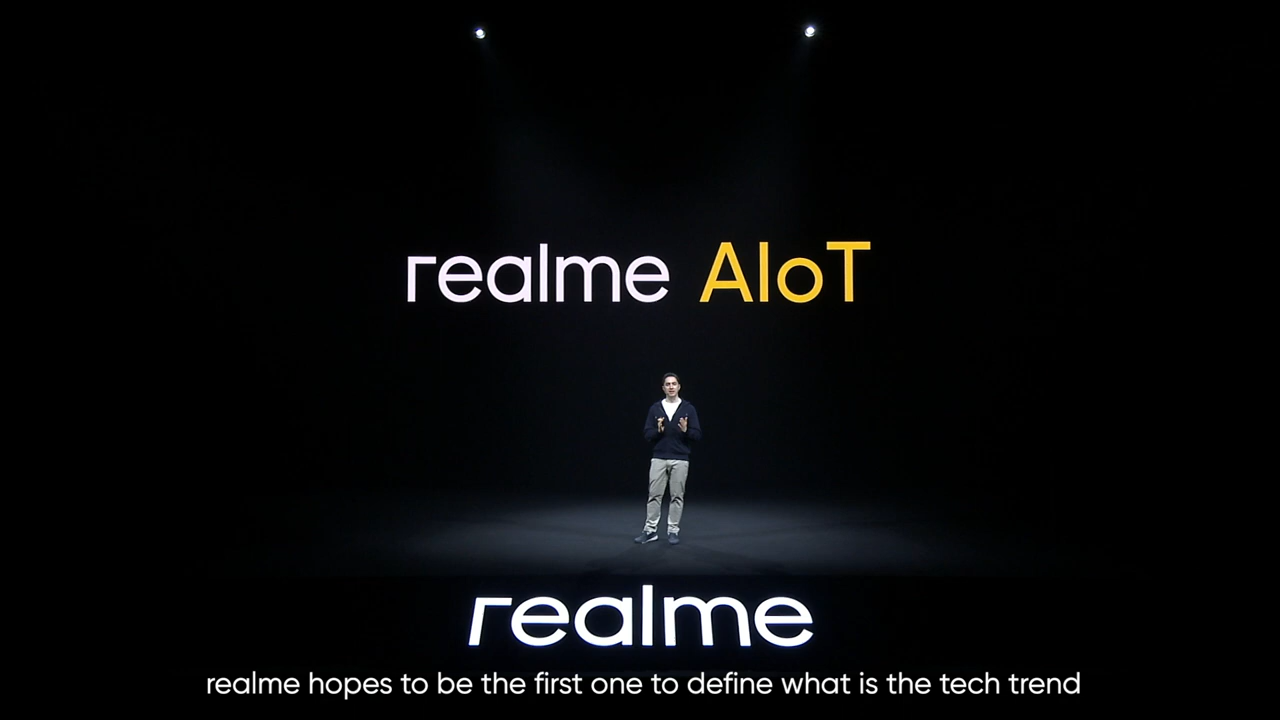 realme AIoT
realme
realme hopes to be the first one to define what is the tech trend